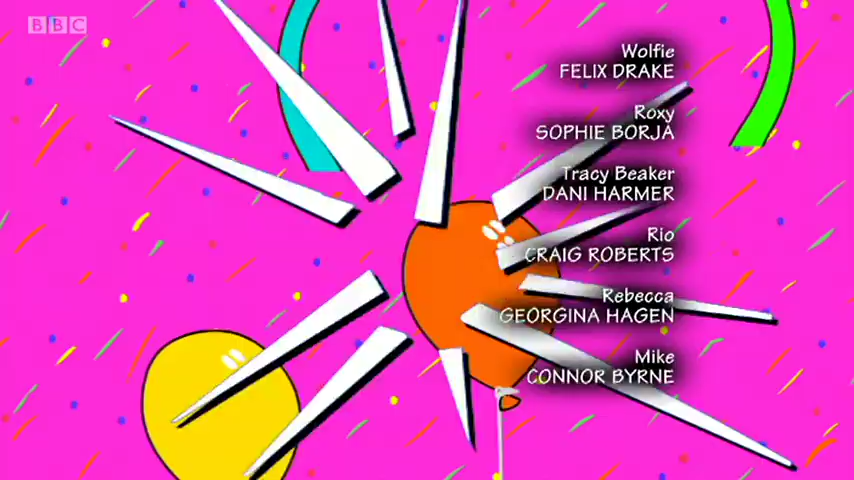 BBC
Wolfie
FELIX DRAKE
Roxy
SOPHIE BORJA
Tracy Beaker
DANI HARMER
Rio
CRAIG ROBERTS
Rebecca
GEORGINA HAGEN
Mike
CONNOR BYRNE